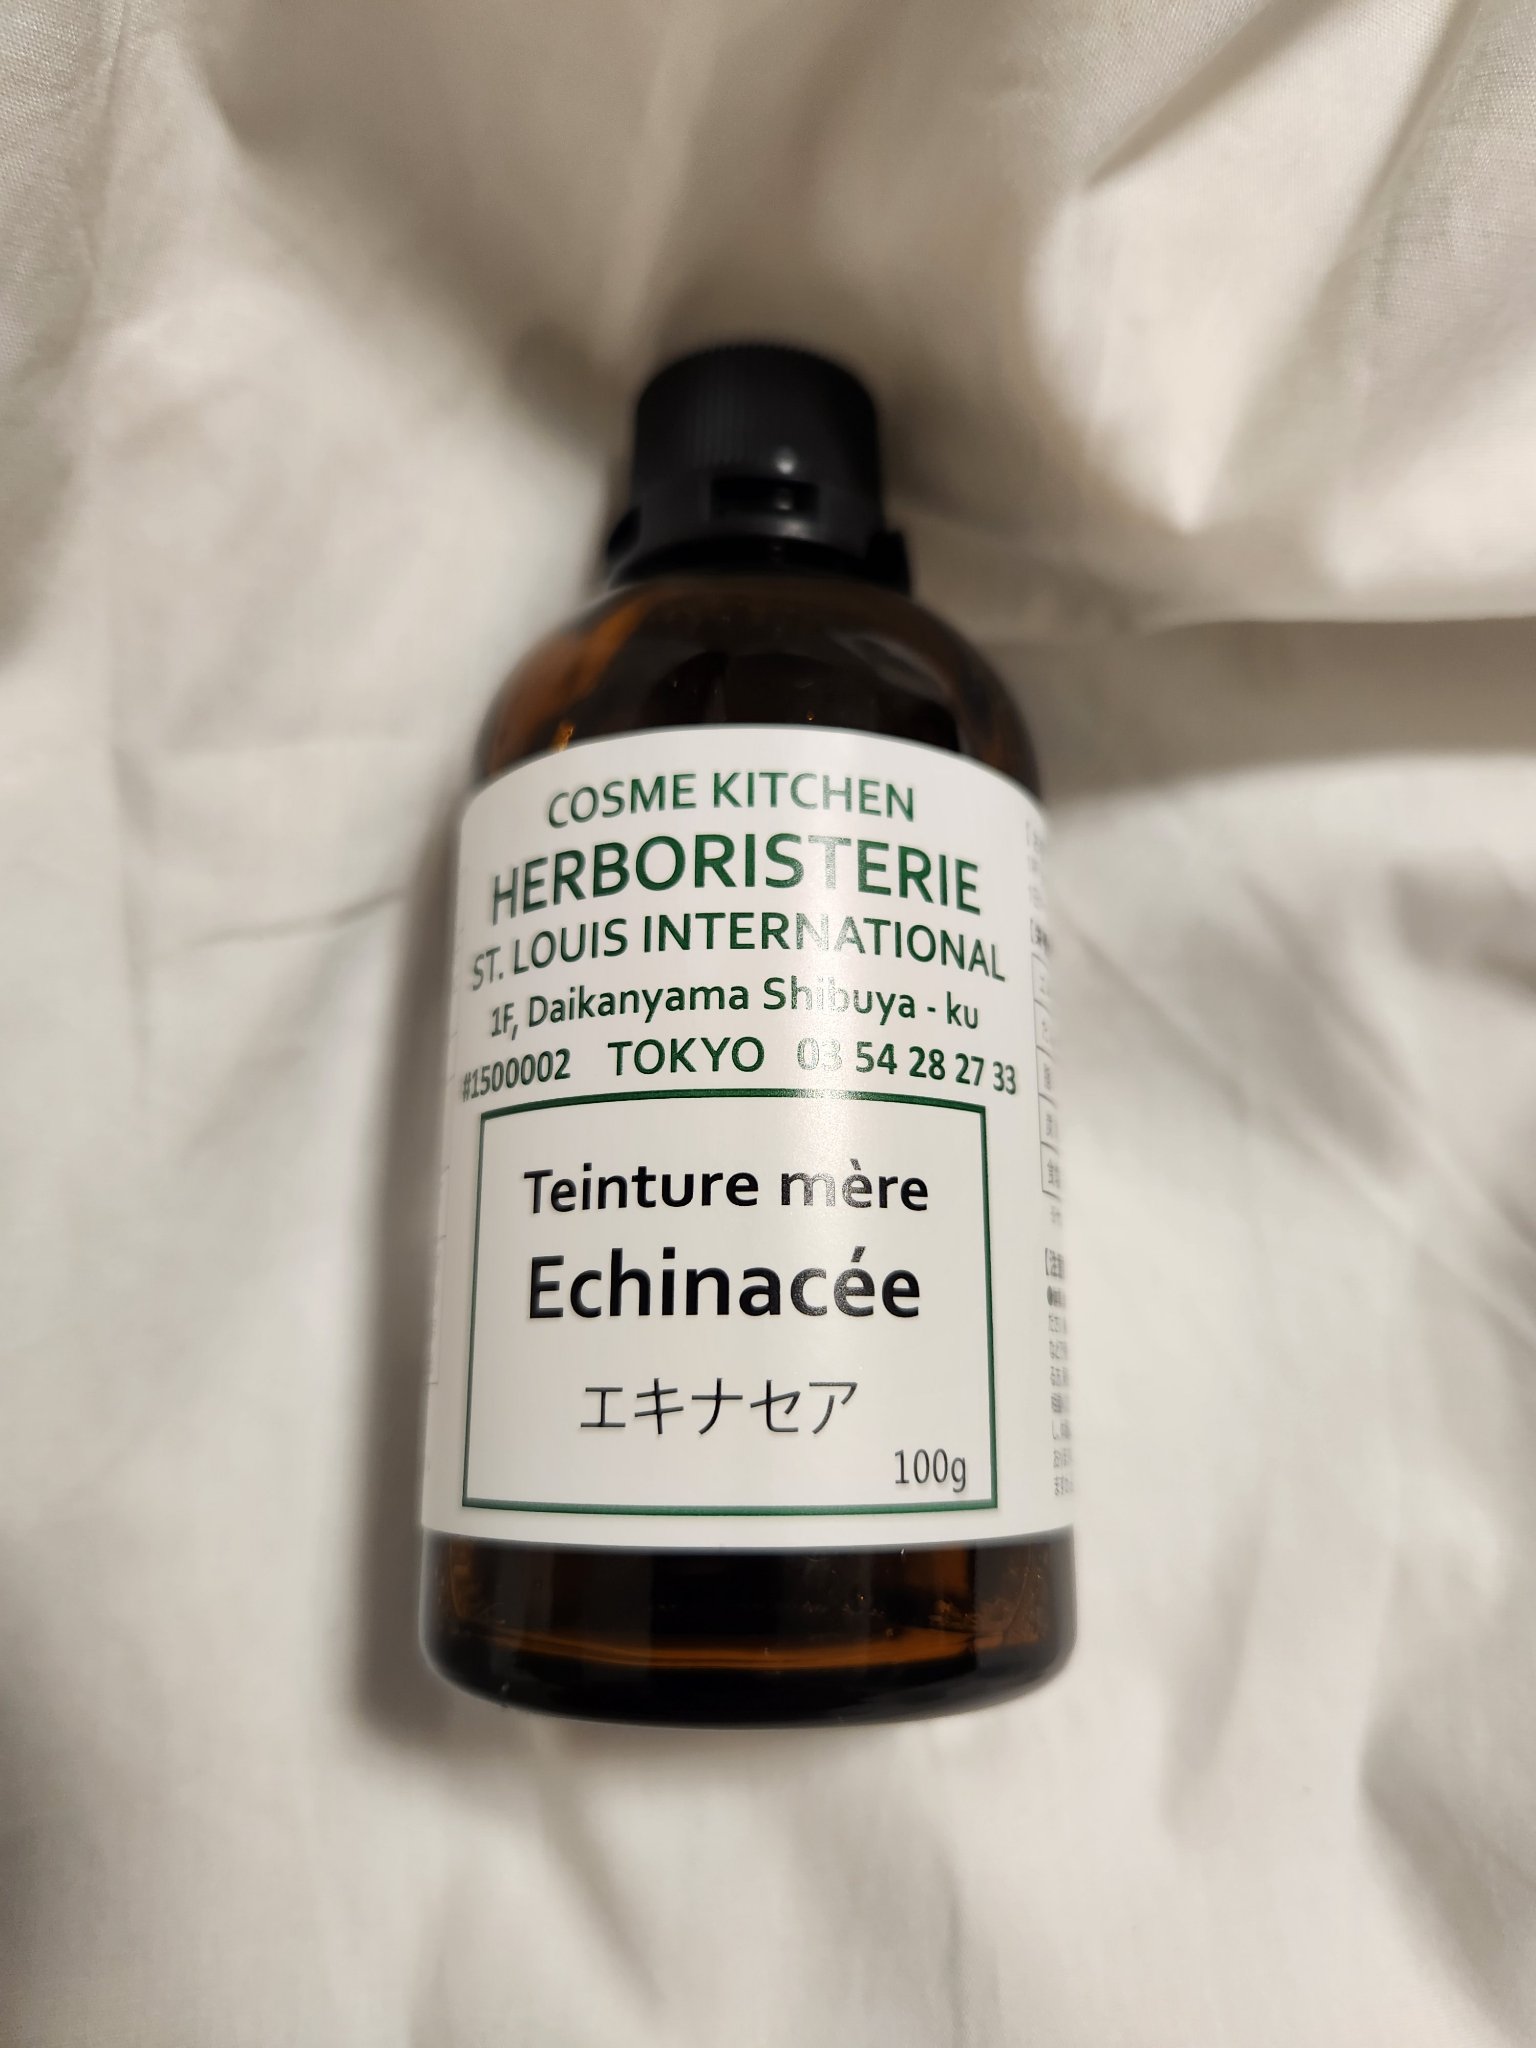 COSME KITCHEN
HERBORISTERIE
ST. LOUIS INTERNATIONAL
1F, Daikanyama Shibuya - ku
#1500002 TOKYO 03 54 28 27 33
Teinture mère
Echinacée
エキナセア
100g